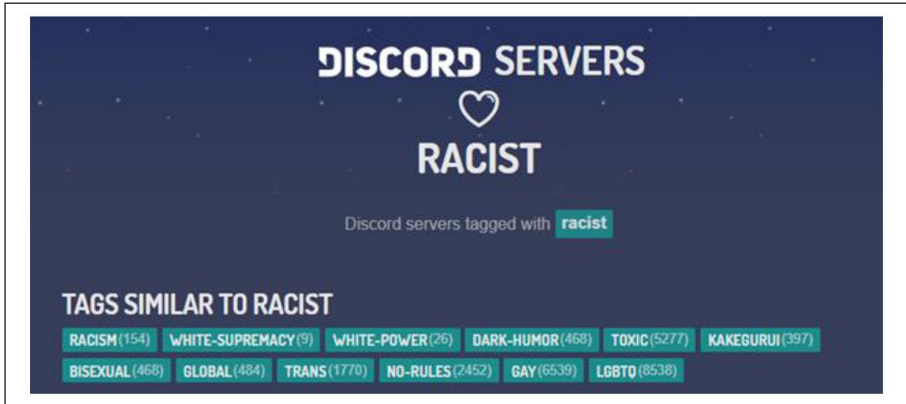 DISCORD SERVERS
RACIST
Discord servers tagged with racist
TAGS SIMILAR TO RACIST
RACISM(154) WHITE-SUPREMACY(9) WHITE-POWER(26) DARK-HUMOR(468) TOXIC(5277) KAKEGURUI(397)
BISEXUAL(468) GLOBAL(484) TRANS(1770) NO-RULES(2452) GAY(6539) LGBTQ(8538)